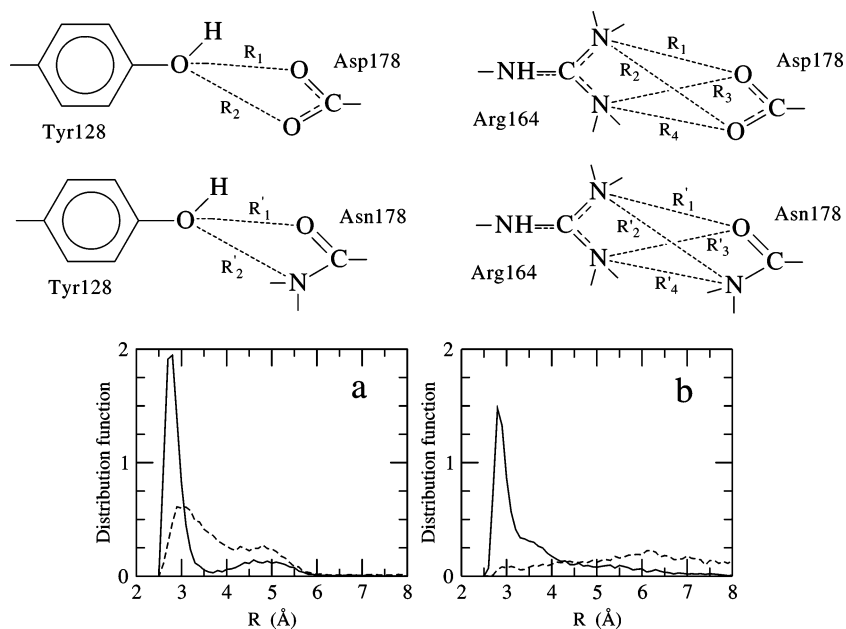 H
O
R1
R2
O
O
C
Asp178
Tyr128
N
NH
C
N
R1
R2
R3
R4
O
O
C
Asp178
Arg164
H
O
R'1
R'2
O
N
C
Asn178
Tyr128
N
NH
C
N
R'1
R'2
R'3
R'4
O
N
C
Asn178
Arg164
Distribution function
2
1
0
a
2 3 4 5 6 7 8
R (Å)
Distribution function
2
1
0
b
2 3 4 5 6 7 8
R (Å)